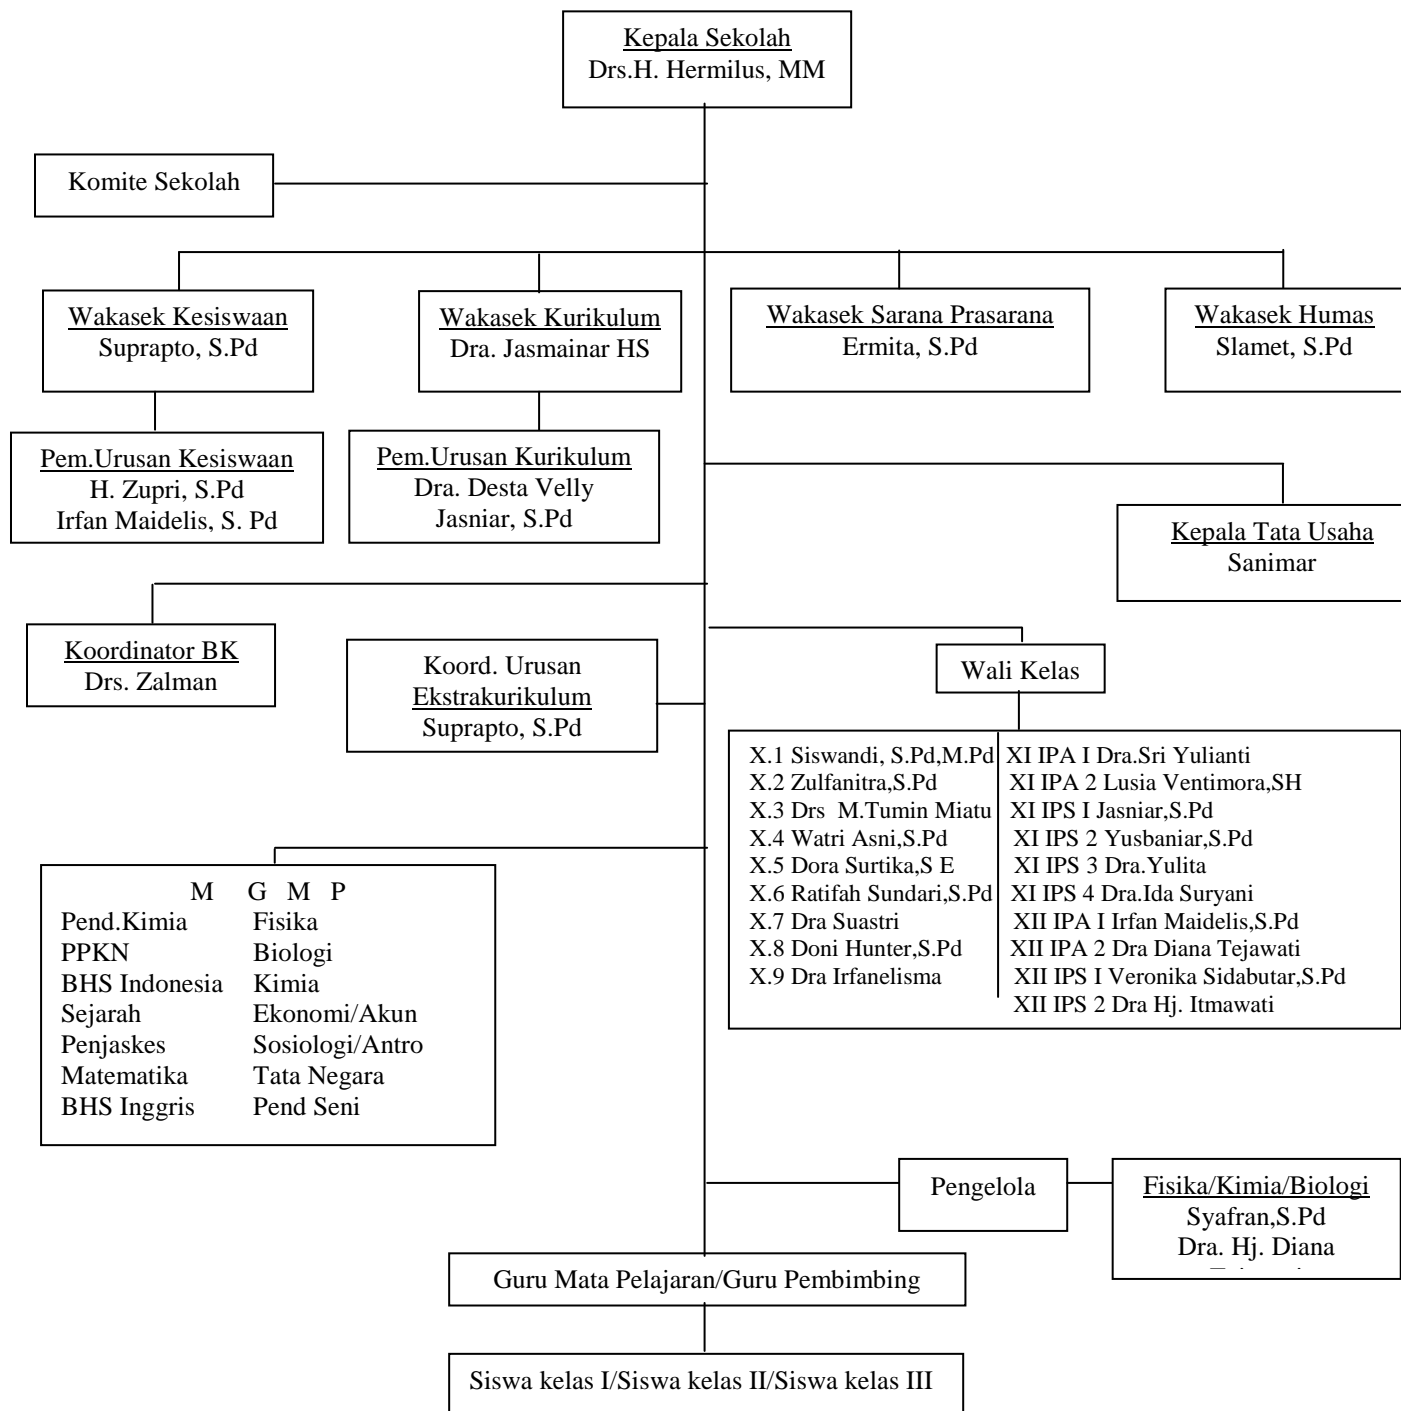 Kepala Sekolah
Drs.H. Hermilus, MM
Komite Sekolah
Wakasek Kesiswaan
Suprapto, S.Pd
Wakasek Kurikulum
Dra. Jasmainar HS
Wakasek Sarana Prasarana
Ermita, S.Pd
Wakasek Humas
Slamet, S.Pd
Pem.Urusan Kesiswaan
H. Zupri, S.Pd
Irfan Maidelis, S. Pd
Pem.Urusan Kurikulum
Dra. Desta Velly
Jasniar, S.Pd
Kepala Tata Usaha
Sanimar
Koordinator BK
Drs. Zalman
Koord. Urusan
Ekstrakurikulum
Suprapto, S.Pd
Wali Kelas
X.1 Siswandi, S.Pd,M.Pd
X.2 Zulfanitra,S.Pd
X.3 Drs M.Tumin Miatu
X.4 Watri Asni,S.Pd
X.5 Dora Surtika,S E
X.6 Ratifah Sundari,S.Pd
X.7 Dra Suastri
X.8 Doni Hunter,S.Pd
X.9 Dra Irfanelisma
XI IPA I Dra.Sri Yulianti
XI IPA 2 Lusia Ventimora,SH
XI IPS I Jasniar,S.Pd
XI IPS 2 Yusbaniar,S.Pd
XI IPS 3 Dra.Yulita
XI IPS 4 Dra.Ida Suryani
XII IPA I Irfan Maidelis,S.Pd
XII IPA 2 Dra Diana Tejawati
XII IPS I Veronika Sidabutar,S.Pd
XII IPS 2 Dra Hj. Itmawati
M G M P
Pend.Kimia Fisika
PPKN Biologi
BHS Indonesia Kimia
Sejarah Ekonomi/Akun
Penjaskes Sosiologi/Antro
Matematika Tata Negara
BHS Inggris Pend Seni
Pengelola
Fisika/Kimia/Biologi
Syafran,S.Pd
Dra. Hj. Diana
Guru Mata Pelajaran/Guru Pembimbing
Siswa kelas I/Siswa kelas II/Siswa kelas III